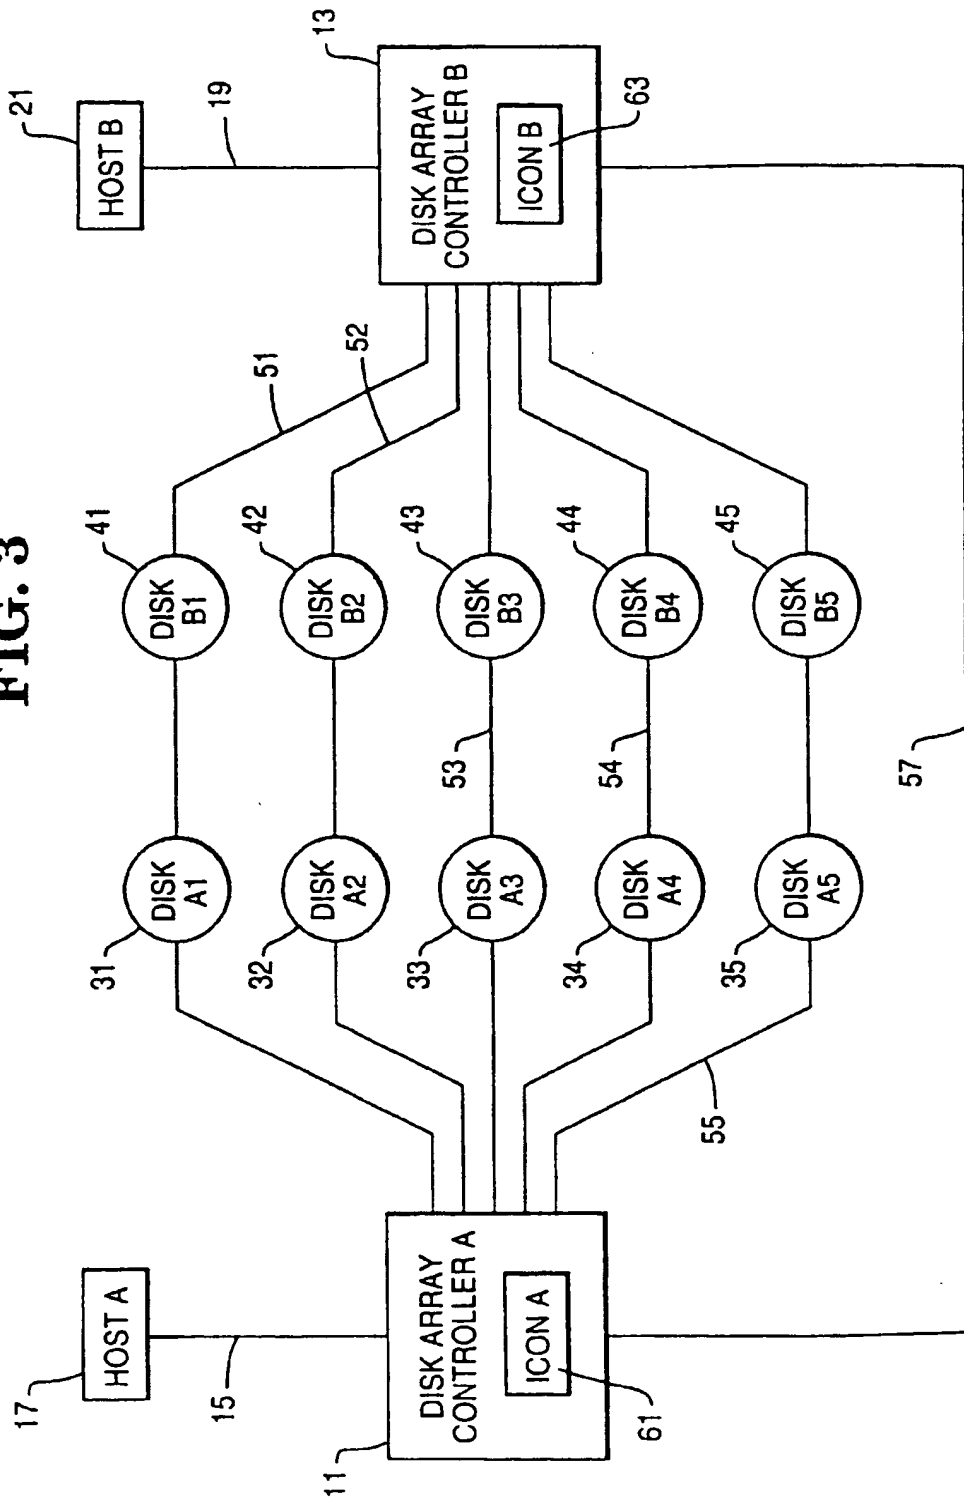 FIG. 3
17
HOST A
15
11
DISK ARRAY
CONTROLLER A
ICON A
61
21
HOST B
19
13
DISK ARRAY
CONTROLLER B
ICON B
63
31
DISK
A1
41
DISK
B1
51
32
DISK
A2
42
DISK
B2
52
33
DISK
A3
53
43
DISK
B3
34
DISK
A4
54
44
DISK
B4
35
DISK
A5
45
DISK
B5
55
57